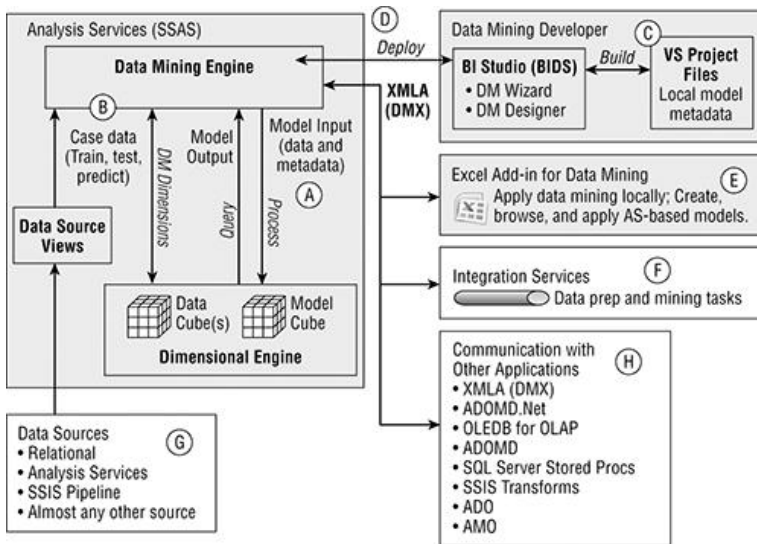 Analysis Services (SSAS)
Data Mining Engine
B
Case data
(Train, test,
predict)
DM Dimensions
Model
Output
Query
Model Input
(data and
metadata)
A
Process
Data Source
Views
Data
Cube(s)
Model
Cube
Dimensional Engine
Data Sources
G
• Relational
• Analysis Services
• SSIS Pipeline
• Almost any other source
D
Deploy
XMLA
(DMX)
Data Mining Developer
BI Studio (BIDS)
• DM Wizard
• DM Designer
Build
C
VS Project
Files
Local model
metadata
Excel Add-in for Data Mining
E
Apply data mining locally; Create,
browse, and apply AS-based models.
F
Integration Services
Data prep and mining tasks
Communication with
Other Applications
H
• XMLA (DMX)
• ADOMD.Net
• OLEDB for OLAP
• ADOMD
• SQL Server Stored Procs
• SSIS Transforms
• ADO
• AMO